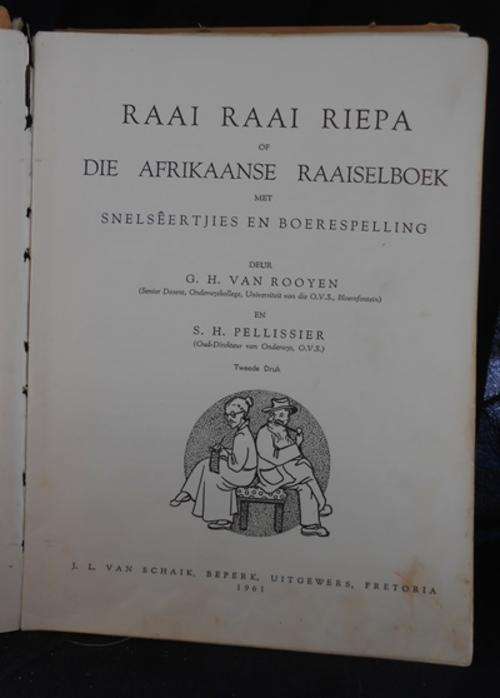 RAAI RAAI RIEPA
OF
DIE AFRIKAANSE RAAISELBOEK
MET
SNELSÊERTJIES EN BOERESPELLING
DEUR
G. H. VAN ROOYEN
(Senior Dosent, Onderwyskollege, Universiteit van die O.V.S., Bloemfontein)
EN
S. H. PELLISSIER
(Oud-Direkteur van Onderwys, O.V.S.)
Tweede Druk
J. L. VAN SCHAIK, BEPERK, UITGEWERS, PRETORIA
1961